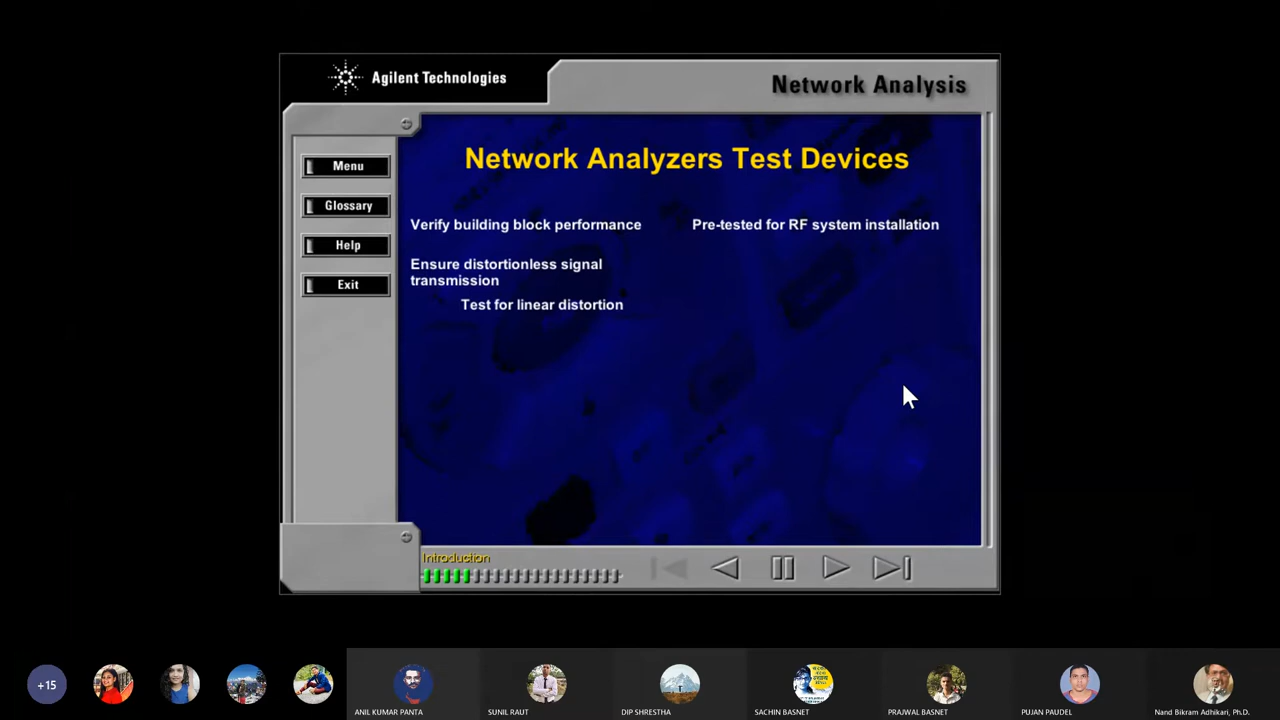 Agilent Technologies
Network Analysis
Menu
Glossary
Help
Exit
Network Analyzers Test Devices
Verify building block performance
Ensure distortionless signal
transmission
Test for linear distortion
Pre-tested for RF system installation
Introduction
+15
ANIL KUMAR PANTA
SUNIL RAUT
DIP SHRESTHA
SACHIN BASNET
PRAJWAL BASNET
PUJAN PAUDEL
Nand Bikram Adhikari, Ph.D.